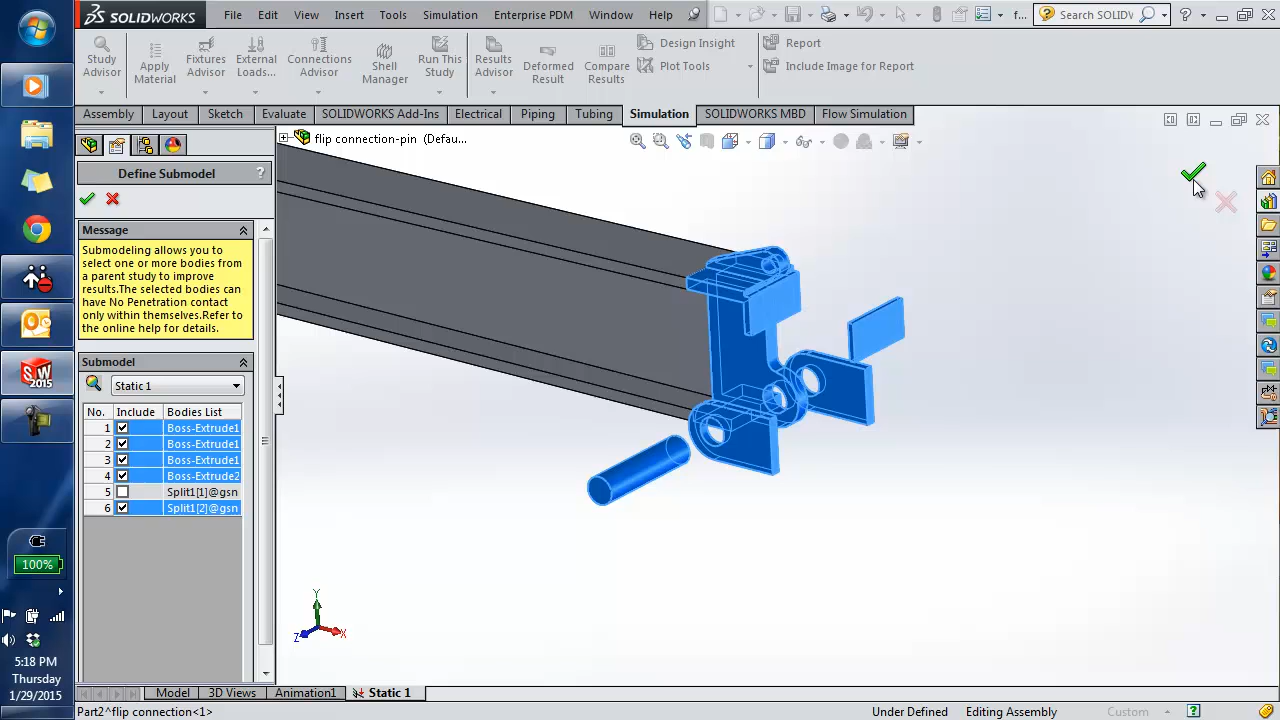 SOLIDWORKS
File Edit View Insert Tools Simulation Enterprise PDM Window Help
f...
Search SOLIDV
Study Advisor
Apply Material
Fixtures Advisor
External Loads...
Connections Advisor
Shell Manager
Run This Study
Results Advisor
Deformed Result
Compare Results
Design Insight
Plot Tools
Report
Include Image for Report
Assembly Layout Sketch Evaluate SOLIDWORKS Add-Ins Electrical Piping Tubing Simulation SOLIDWORKS MBD Flow Simulation
flip connection-pin (Defau...
Define Submodel ?
Message
Submodeling allows you to
select one or more bodies from
a parent study to improve
results.The selected bodies can
have No Penetration contact
only within themselves.Refer to
the online help for details.
Submodel
Static 1
No. Include Bodies List
1 Boss-Extrude1
2 Boss-Extrude1
3 Boss-Extrude1
4 Boss-Extrude2
5 Split1[1]@gsn
6 Split1[2]@gsn
Y
Z X
SW
2015
100%
5:18 PM
Thursday
1/29/2015
Model 3D Views Animation1 Static 1
Part2^flip connection<1> Under Defined Editing Assembly Custom